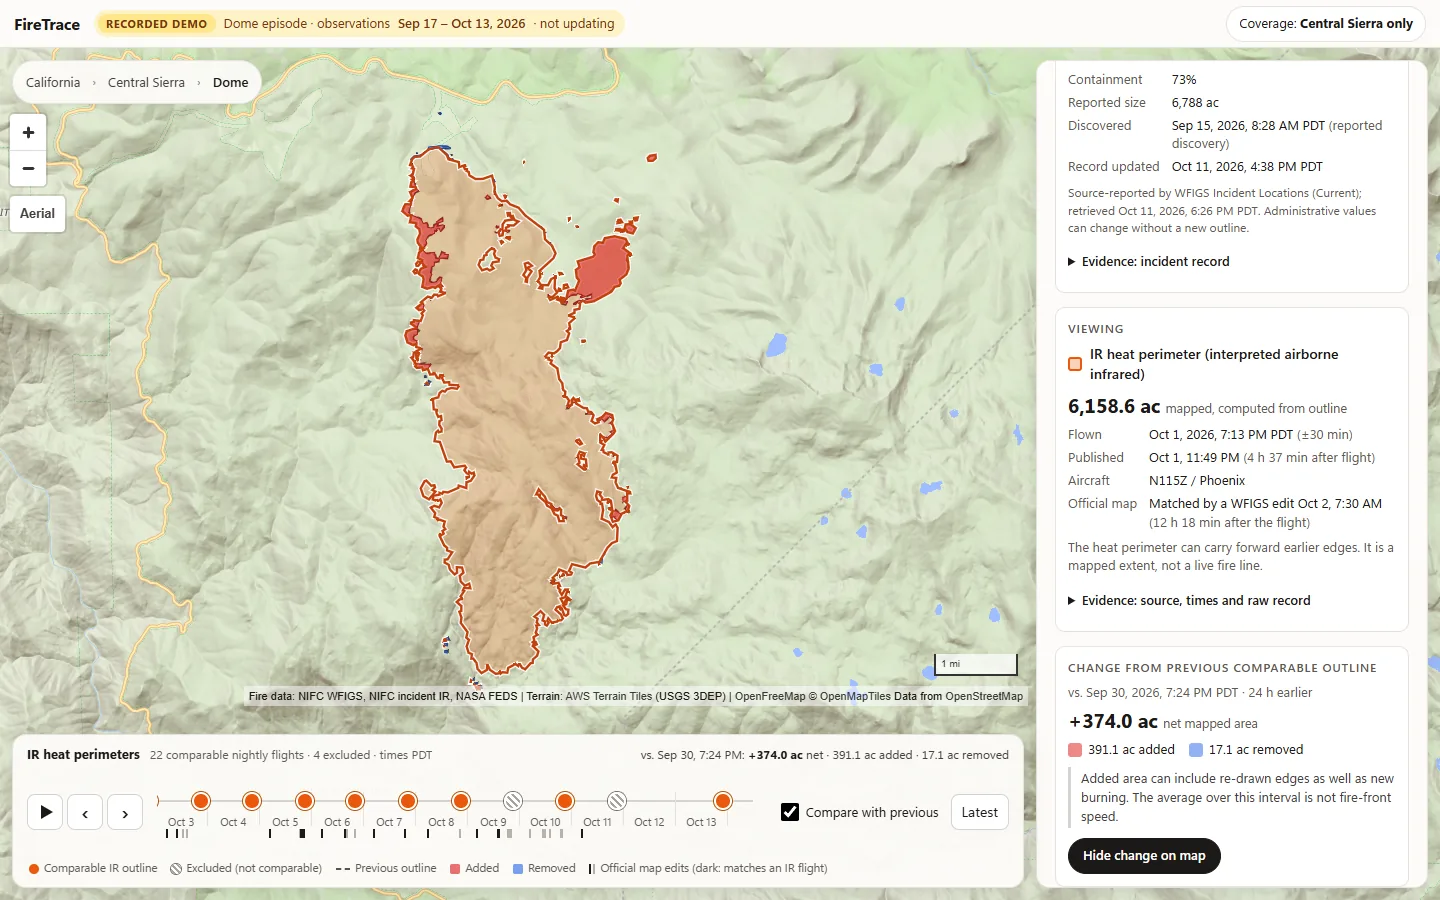 FireTrace
RECORDED DEMO Dome episode · observations Sep 17 – Oct 13, 2026 · not updating
Coverage: Central Sierra only
California › Central Sierra › Dome
+
−
Aerial
1 mi
Fire data: NIFC WFIGS, NIFC incident IR, NASA FEDS | Terrain: AWS Terrain Tiles (USGS 3DEP) | OpenFreeMap © OpenMapTiles Data from OpenStreetMap
Containment 73%
Reported size 6,788 ac
Discovered Sep 15, 2026, 8:28 AM PDT (reported
discovery)
Record updated Oct 11, 2026, 4:38 PM PDT
Source-reported by WFIGS Incident Locations (Current);
retrieved Oct 11, 2026, 6:26 PM PDT. Administrative values
can change without a new outline.
▶ Evidence: incident record
VIEWING
IR heat perimeter (interpreted airborne
infrared)
6,158.6 ac mapped, computed from outline
Flown Oct 1, 2026, 7:13 PM PDT (±30 min)
Published Oct 1, 11:49 PM (4 h 37 min after flight)
Aircraft N115Z / Phoenix
Official map Matched by a WFIGS edit Oct 2, 7:30 AM
(12 h 18 min after the flight)
The heat perimeter can carry forward earlier edges. It is a
mapped extent, not a live fire line.
▶ Evidence: source, times and raw record
CHANGE FROM PREVIOUS COMPARABLE OUTLINE
vs. Sep 30, 2026, 7:24 PM PDT · 24 h earlier
+374.0 ac net mapped area
391.1 ac added 17.1 ac removed
Added area can include re-drawn edges as well as new
burning. The average over this interval is not fire-front
speed.
Hide change on map
IR heat perimeters 22 comparable nightly flights · 4 excluded · times PDT
vs. Sep 30, 7:24 PM: +374.0 ac net · 391.1 ac added · 17.1 ac removed
▶ ‹ ›
Oct 3 Oct 4 Oct 5 Oct 6 Oct 7 Oct 8 Oct 9 Oct 10 Oct 11 Oct 12 Oct 13
Compare with previous
Latest
Comparable IR outline Excluded (not comparable) Previous outline Added Removed Official map edits (dark: matches an IR flight)